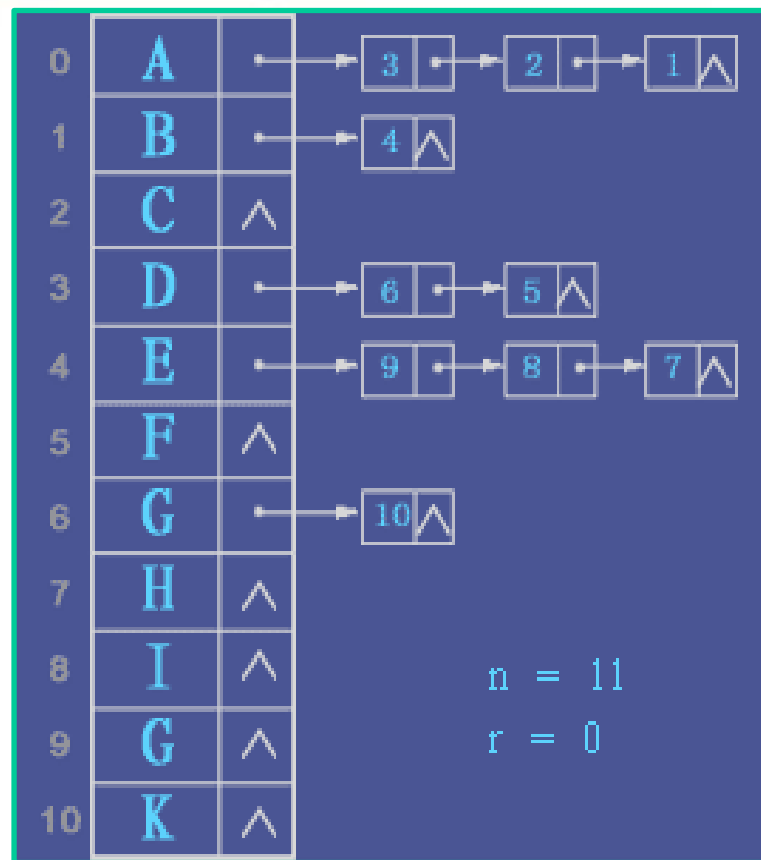 0 A 3 2 1 ∧
1 B 4 ∧
2 C ∧
3 D 6 5 ∧
4 E 9 8 7 ∧
5 F ∧
6 G 10 ∧
7 H ∧
8 I ∧
n = 11
9 G ∧
r = 0
10 K ∧